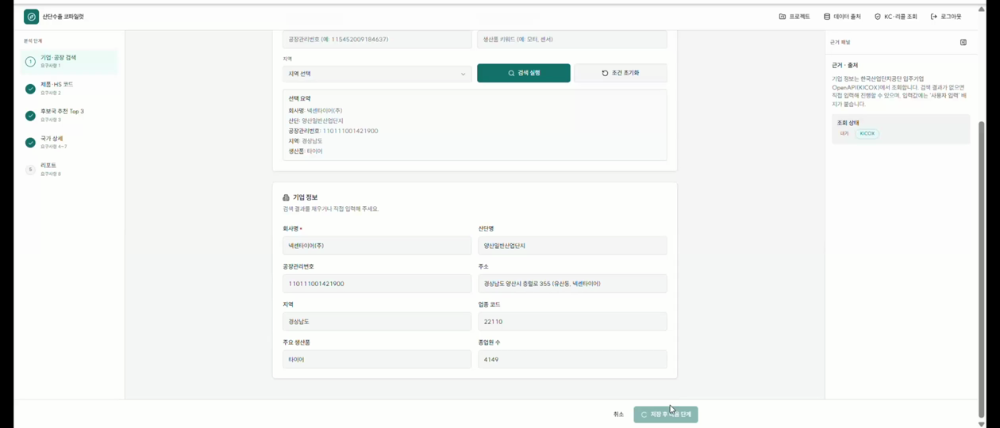 산단수출 코파일럿
프로젝트
데이터 출처
KC·리콜 조회
로그아웃
분석 단계
1
기업·공장 검색
요구사항 1
제품·HS 코드
요구사항 2
후보국 추천 Top 3
요구사항 3
국가 상세
요구사항 4~7
5
리포트
요구사항 8
공장관리번호 (예: 115452009184637)
생산품 키워드 (예: 모터, 센서)
지역
지역 선택
검색 실행
조건 초기화
선택 요약
회사명: 넥센타이어(주)
산단: 양산일반산업단지
공장관리번호: 110111001421900
지역: 경상남도
생산품: 타이어
기업 정보
검색 결과를 채우거나 직접 입력해 주세요.
회사명 *
산단명
넥센타이어(주)
양산일반산업단지
공장관리번호
주소
110111001421900
경상남도 양산시 충렬로 355 (유산동, 넥센타이어)
지역
업종 코드
경상남도
22110
주요 생산품
종업원 수
타이어
4149
취소
저장 후 다음 단계
근거 패널
근거 · 출처
기업 정보는 한국산업단지공단 입주기업
OpenAPI(KICOX)에서 조회합니다. 검색 결과가 없으면
직접 입력해 진행할 수 있으며, 입력값에는 '사용자 입력' 배
지가 붙습니다.
조회 상태
대기
KICOX